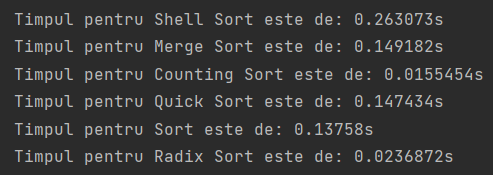 Timpul pentru Shell Sort este de: 0.263073s
Timpul pentru Merge Sort este de: 0.149182s
Timpul pentru Counting Sort este de: 0.0155454s
Timpul pentru Quick Sort este de: 0.147434s
Timpul pentru Sort este de: 0.13758s
Timpul pentru Radix Sort este de: 0.0236872s